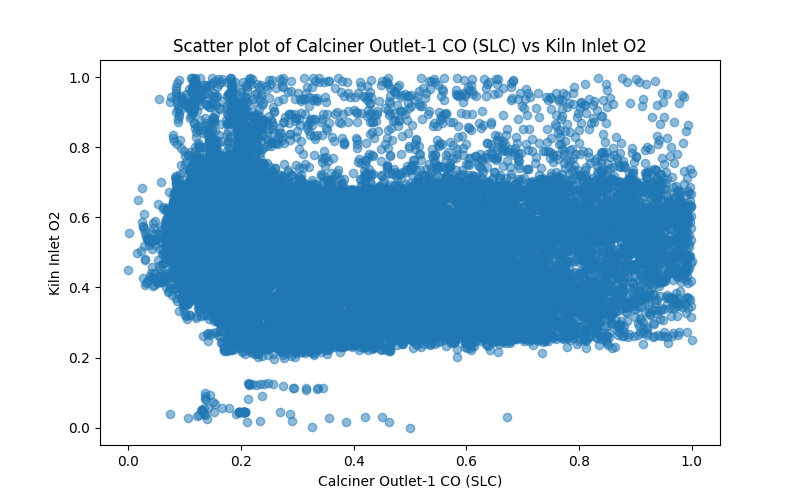 Scatter plot of Calciner Outlet-1 CO (SLC) vs Kiln Inlet O2
1.0
0.8
0.6
0.4
0.2
0.0
Kiln Inlet O2
0.0 0.2 0.4 0.6 0.8 1.0
Calciner Outlet-1 CO (SLC)